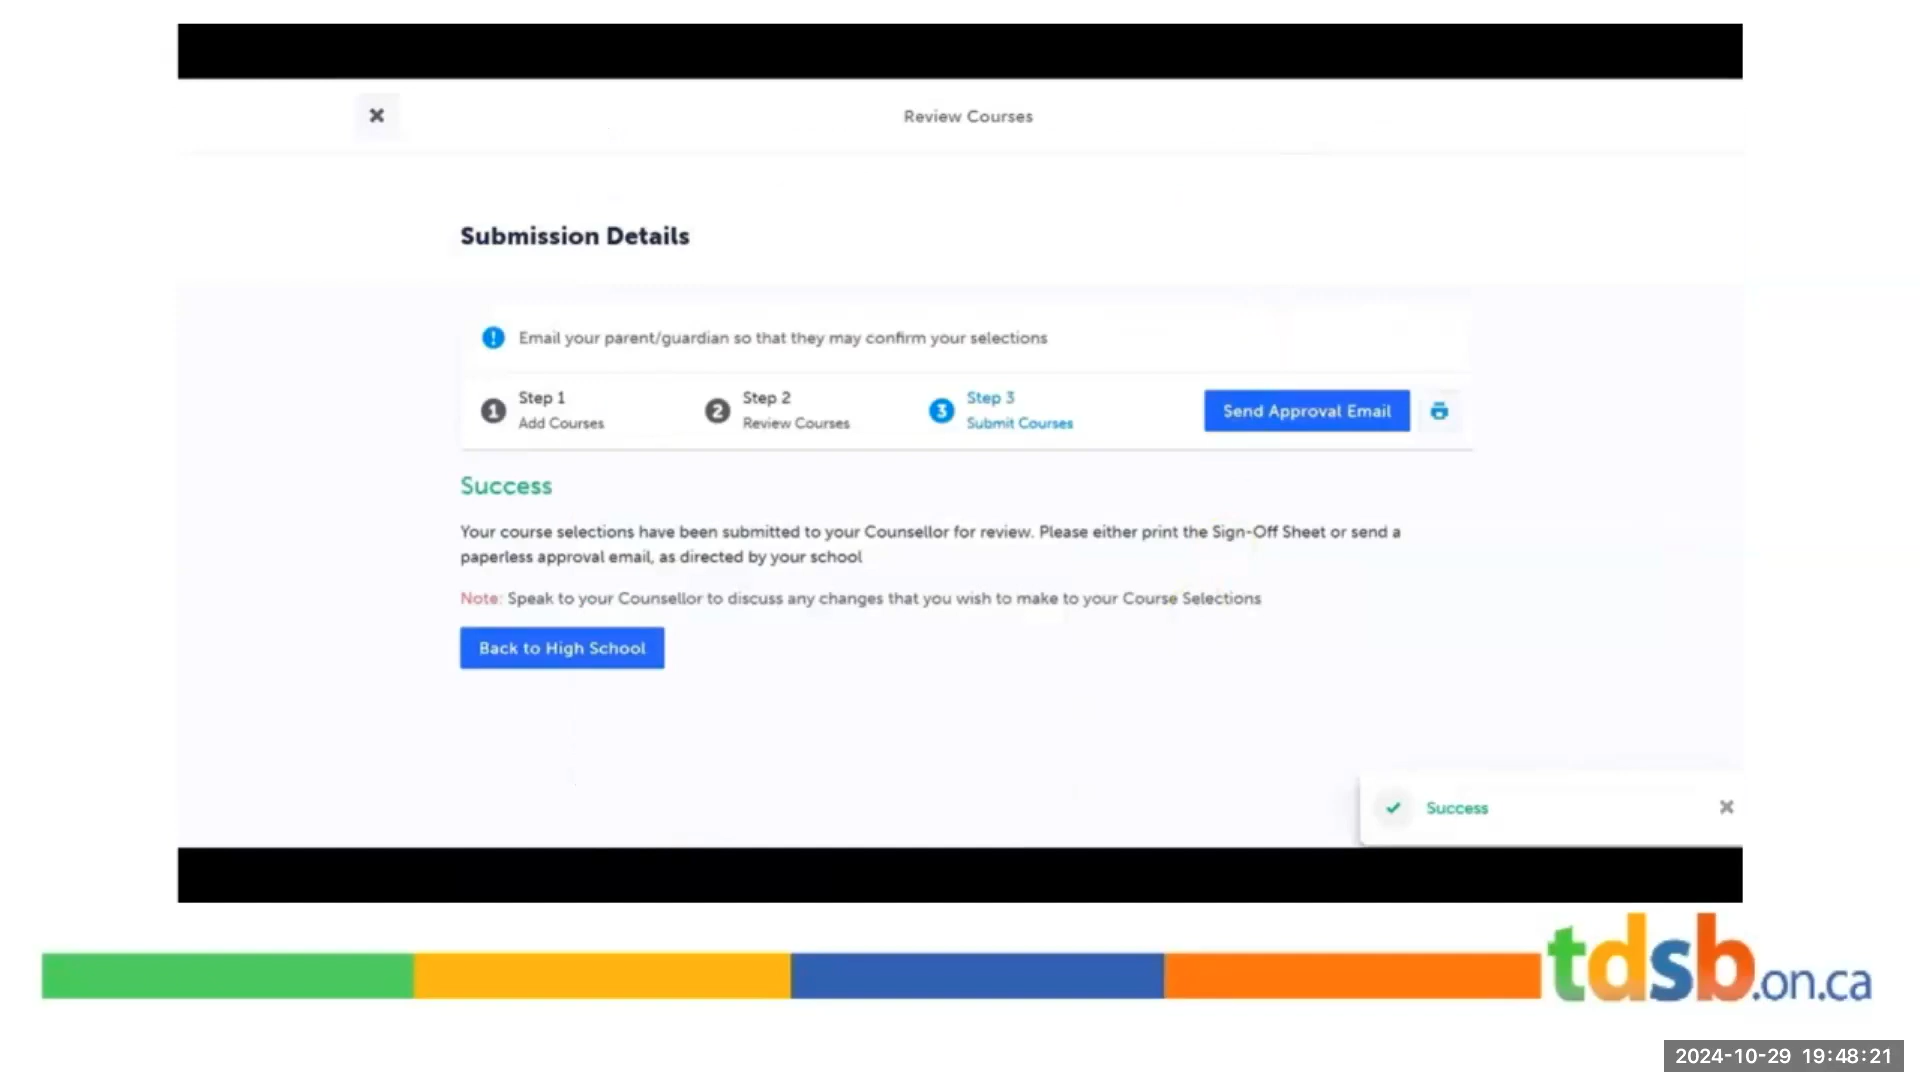 Review Courses
Submission Details
Email your parent/guardian so that they may confirm your selections
1 Step 1
Add Courses
2 Step 2
Review Courses
3 Step 3
Submit Courses
Send Approval Email
Success
Your course selections have been submitted to your Counsellor for review. Please either print the Sign-Off Sheet or send a
paperless approval email, as directed by your school
Note: Speak to your Counsellor to discuss any changes that you wish to make to your Course Selections
Back to High School
Success
tdsb.on.ca
2024-10-29 19:48:21